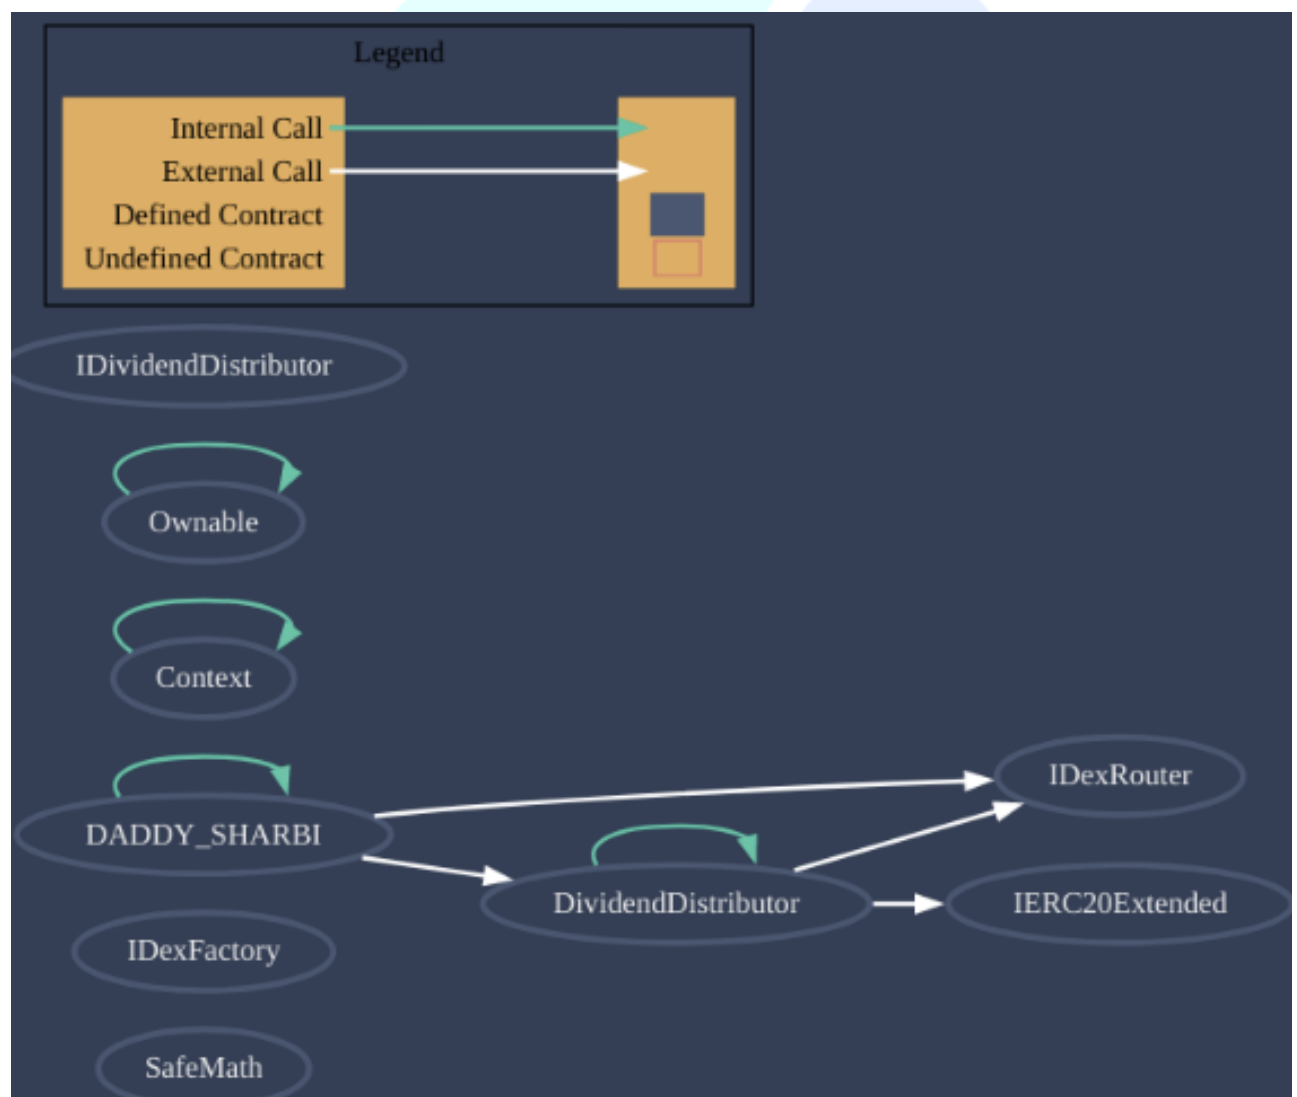 Legend
Internal Call
External Call
Defined Contract
Undefined Contract
IDividendDistributor
Ownable
Context
IDexRouter
DADDY_SHARBI
DividendDistributor
IERC20Extended
IDexFactory
SafeMath